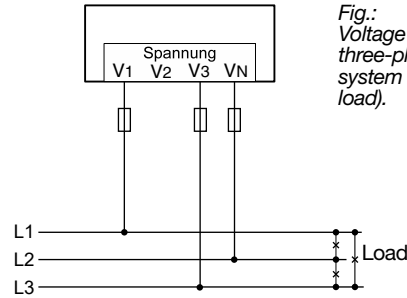 Spannung
V1 V2 V3 VN
Fig.:
Voltage
three-ph
system
load).
L1
L2
L3
Load